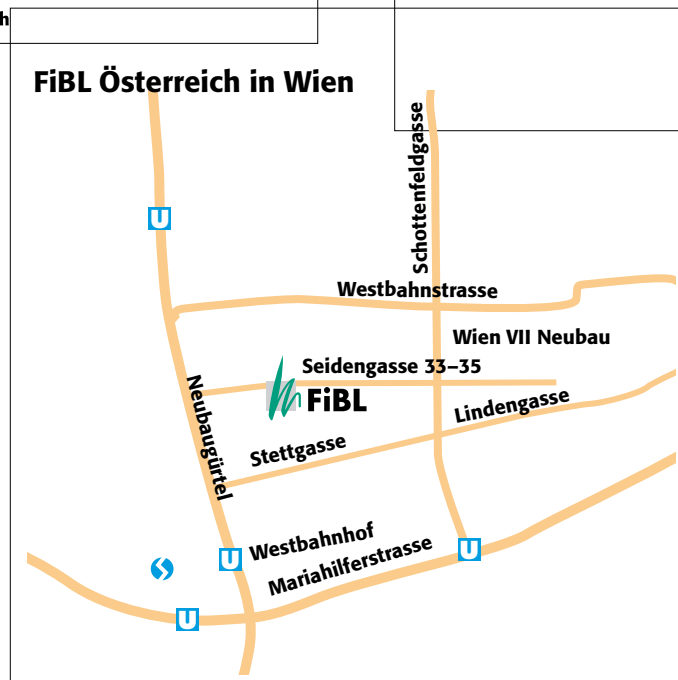 h
FiBL Österreich in Wien
Schottenfeldgasse
U
Westbahnstrasse
Wien VII Neubau
Seidengasse 33–35
FiBL
Neubaugürtel
Lindengasse
Stettgasse
Westbahnhof
U
Mariahilferstrasse
U
S
U